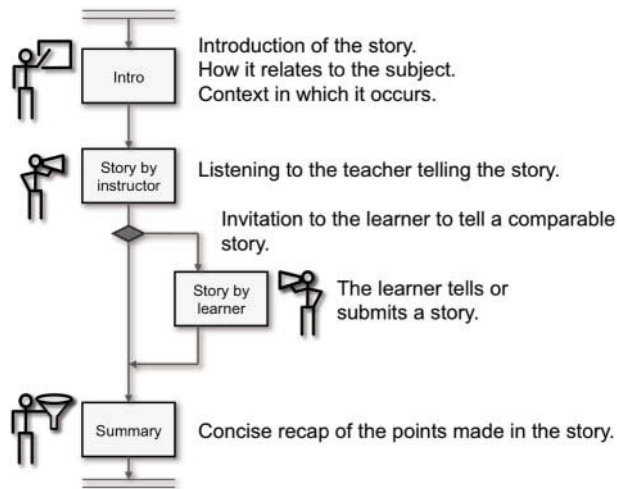 Introduction of the story.
How it relates to the subject.
Context in which it occurs.
Intro
Story by
instructor
Listening to the teacher telling the story.
Invitation to the learner to tell a comparable
story.
Story by
learner
The learner tells or
submits a story.
Summary
Concise recap of the points made in the story.